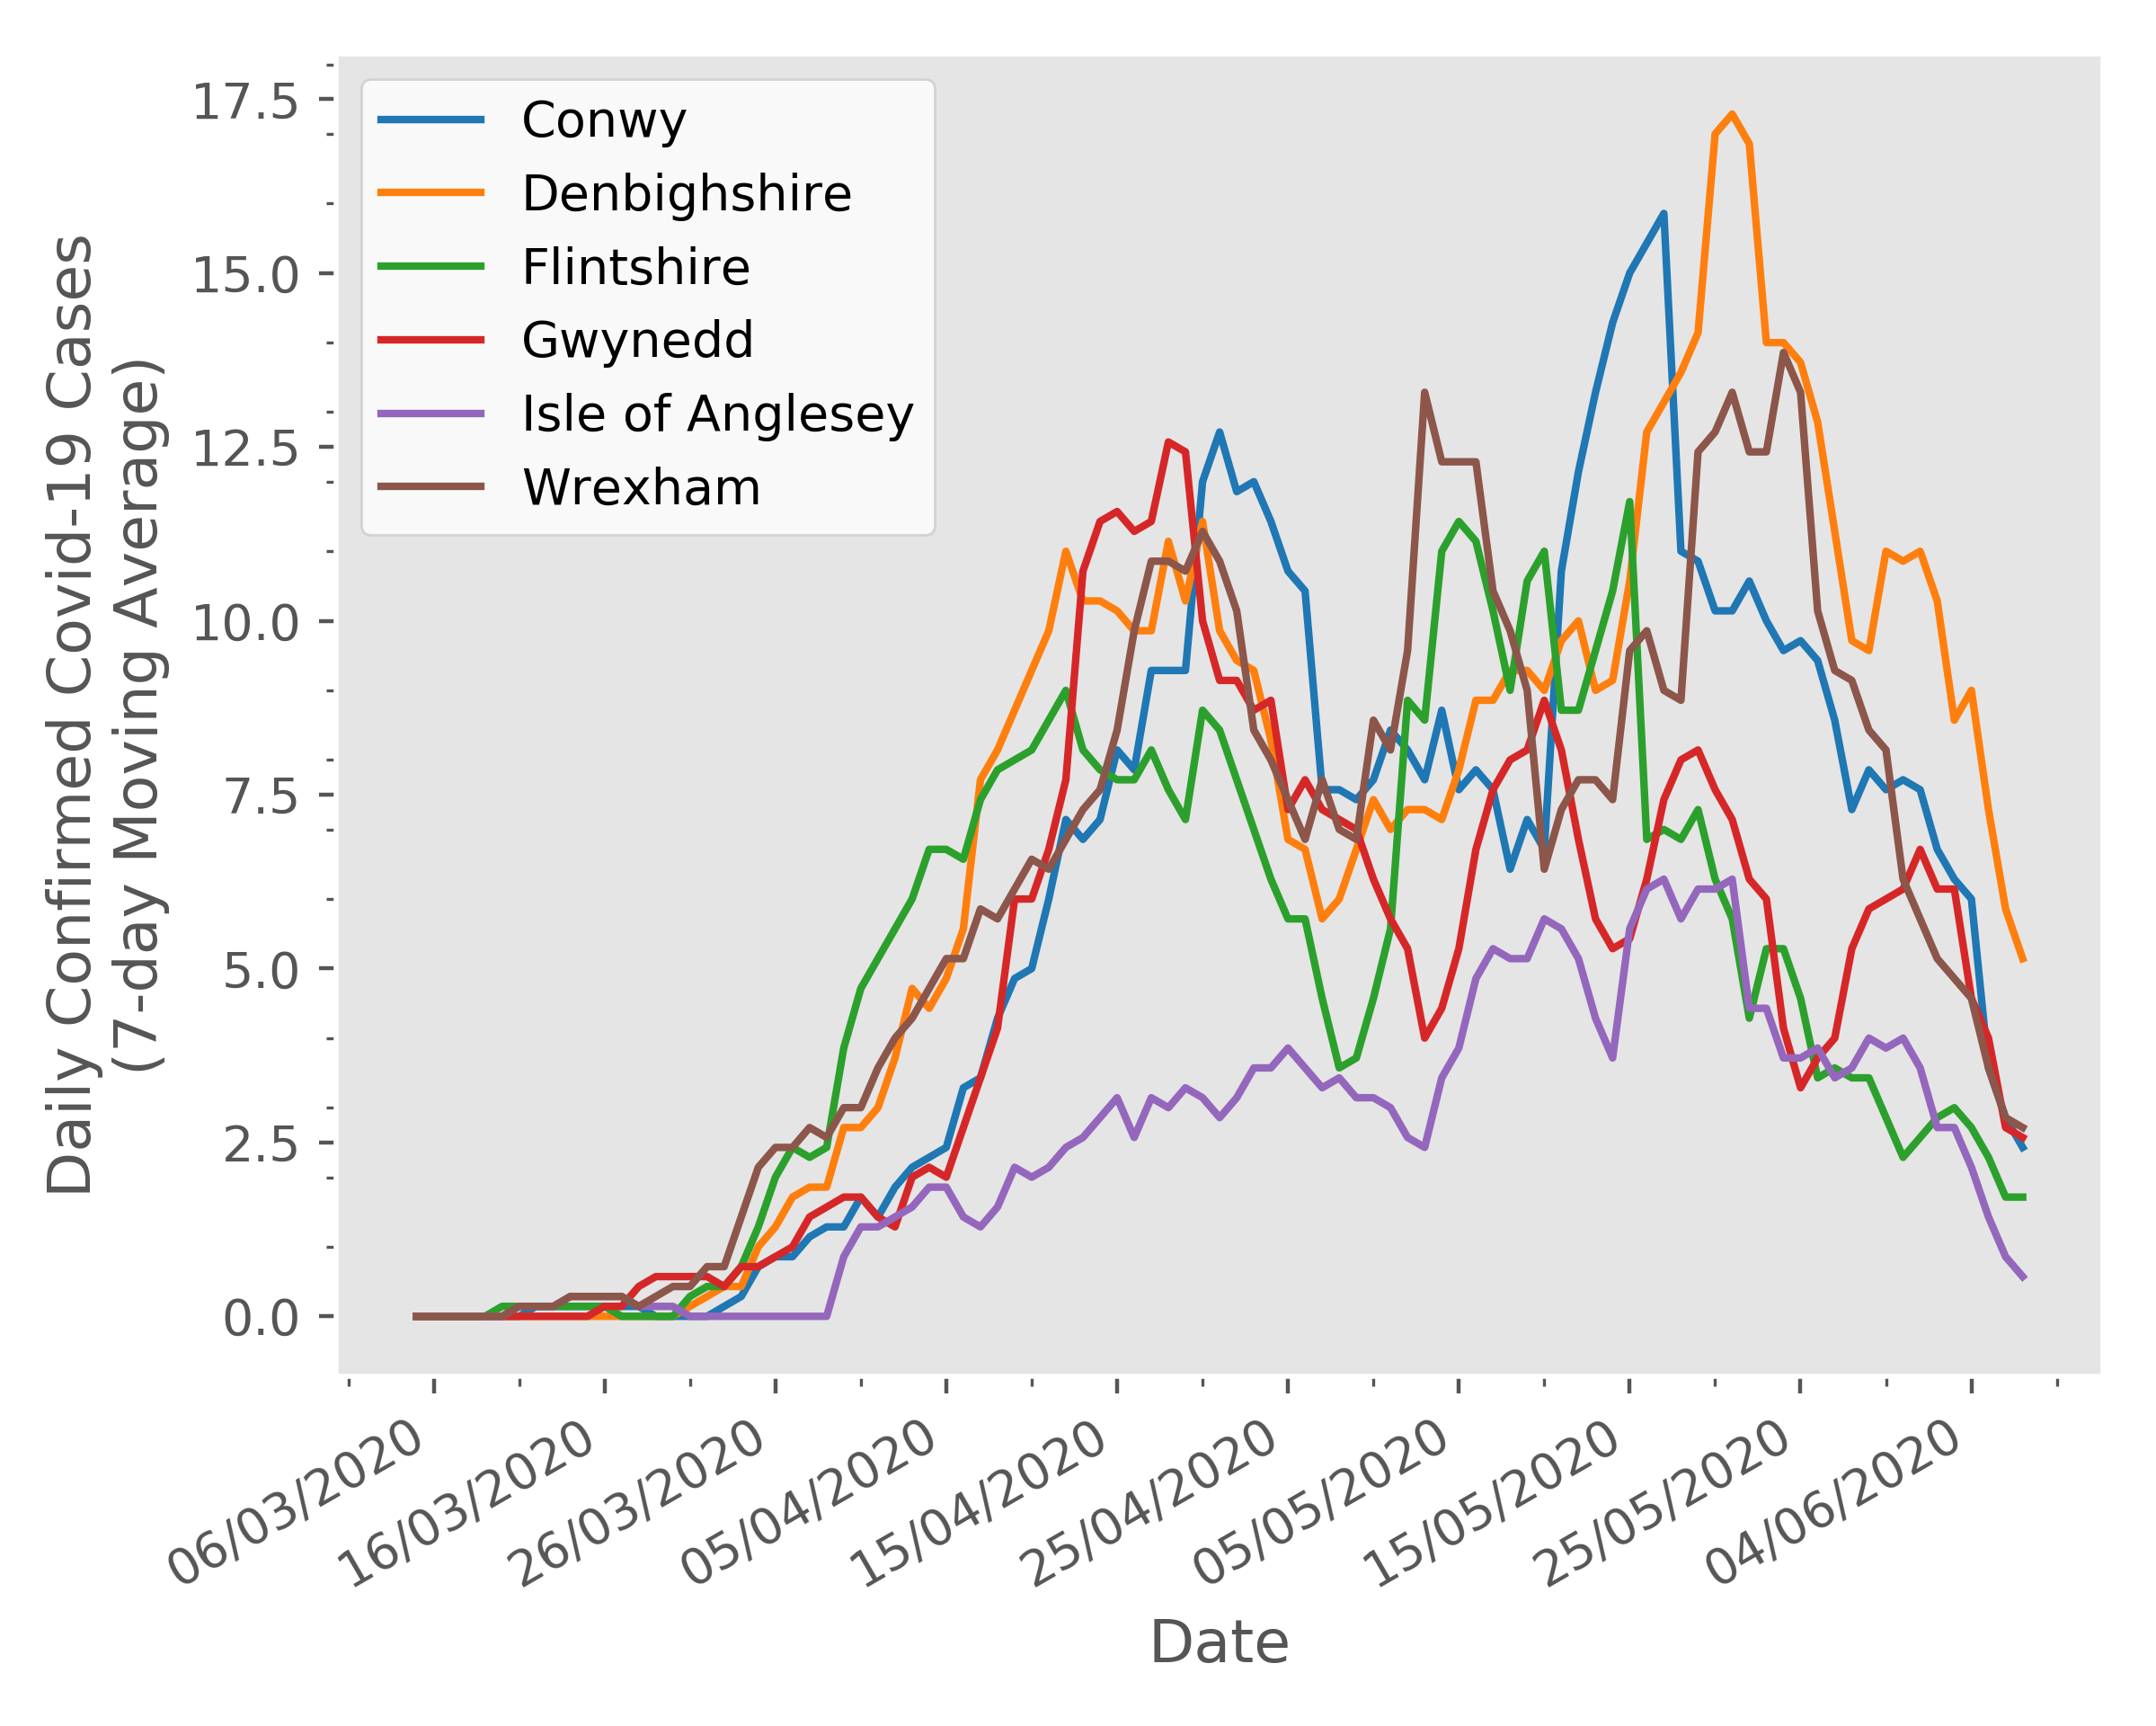 Daily Confirmed Covid-19 Cases
(7-day Moving Average)
17.5
15.0
12.5
10.0
7.5
5.0
2.5
0.0
Conwy
Denbighshire
Flintshire
Gwynedd
Isle of Anglesey
Wrexham
06/03/2020
16/03/2020
26/03/2020
05/04/2020
15/04/2020
25/04/2020
05/05/2020
15/05/2020
25/05/2020
04/06/2020
Date